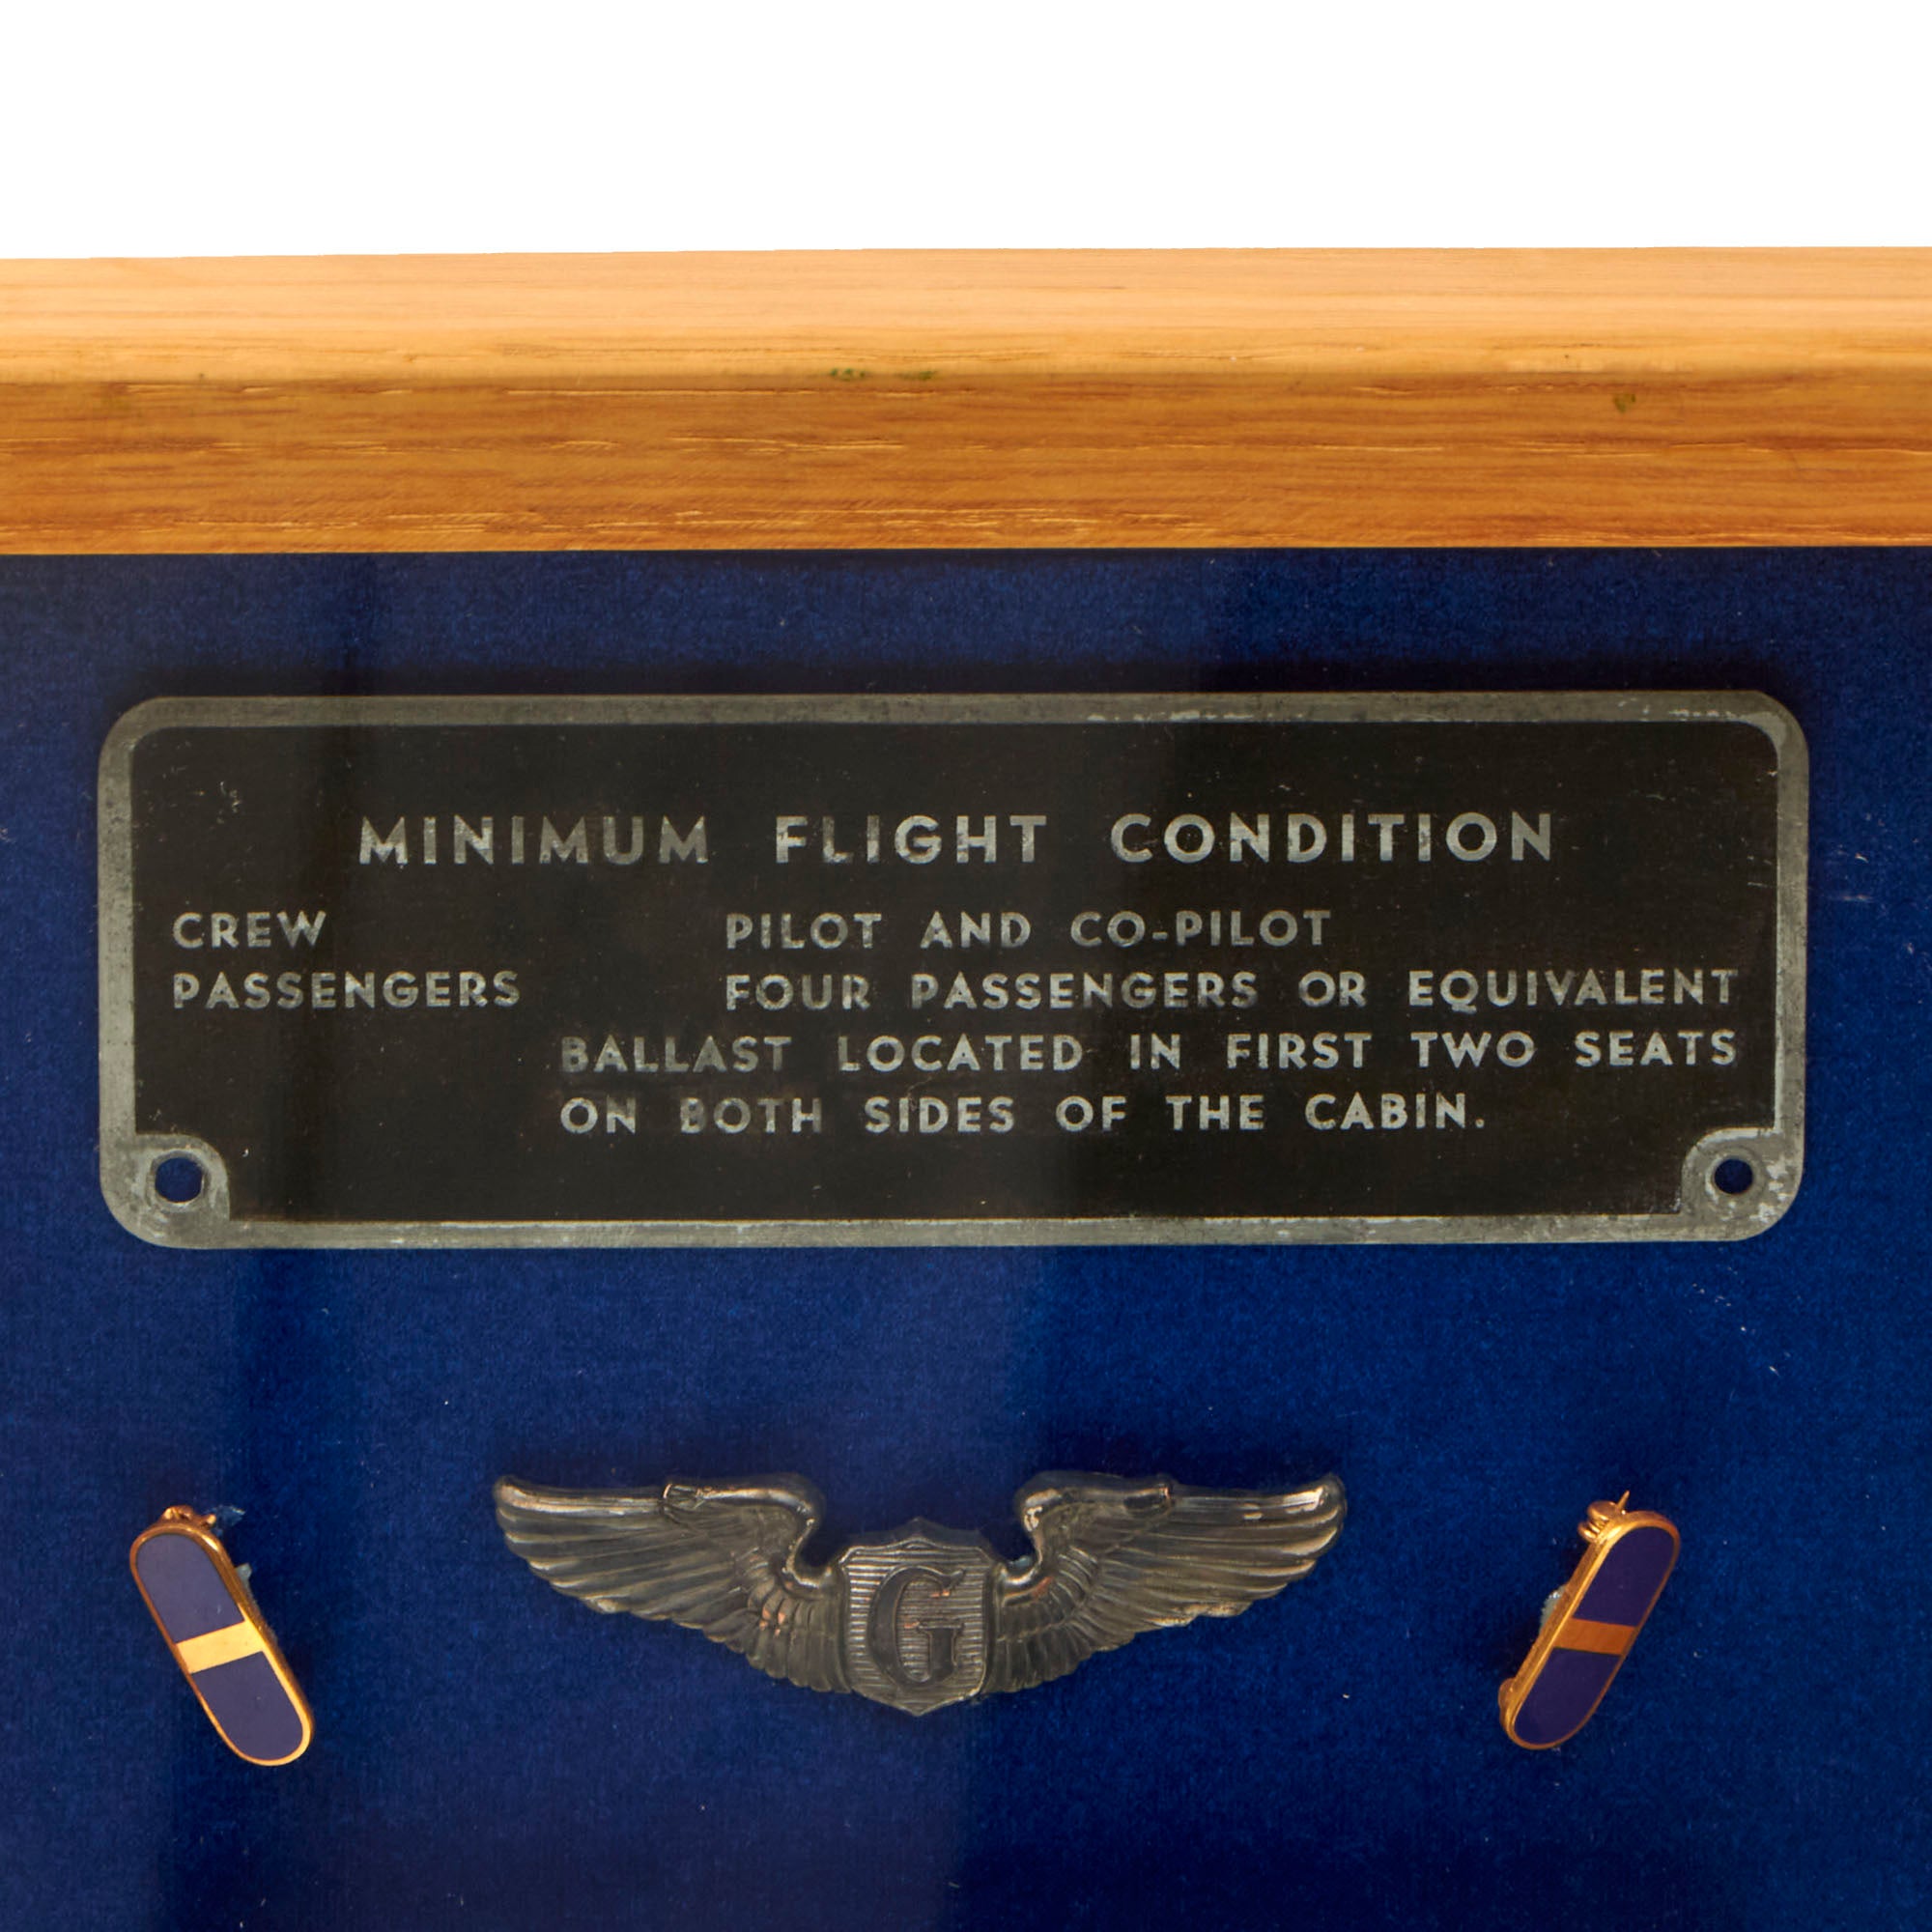 MINIMUM FLIGHT CONDITION
CREW PILOT AND CO-PILOT
PASSENGERS FOUR PASSENGERS OR EQUIVALENT
BALLAST LOCATED IN FIRST TWO SEATS
ON BOTH SIDES OF THE CABIN.
G